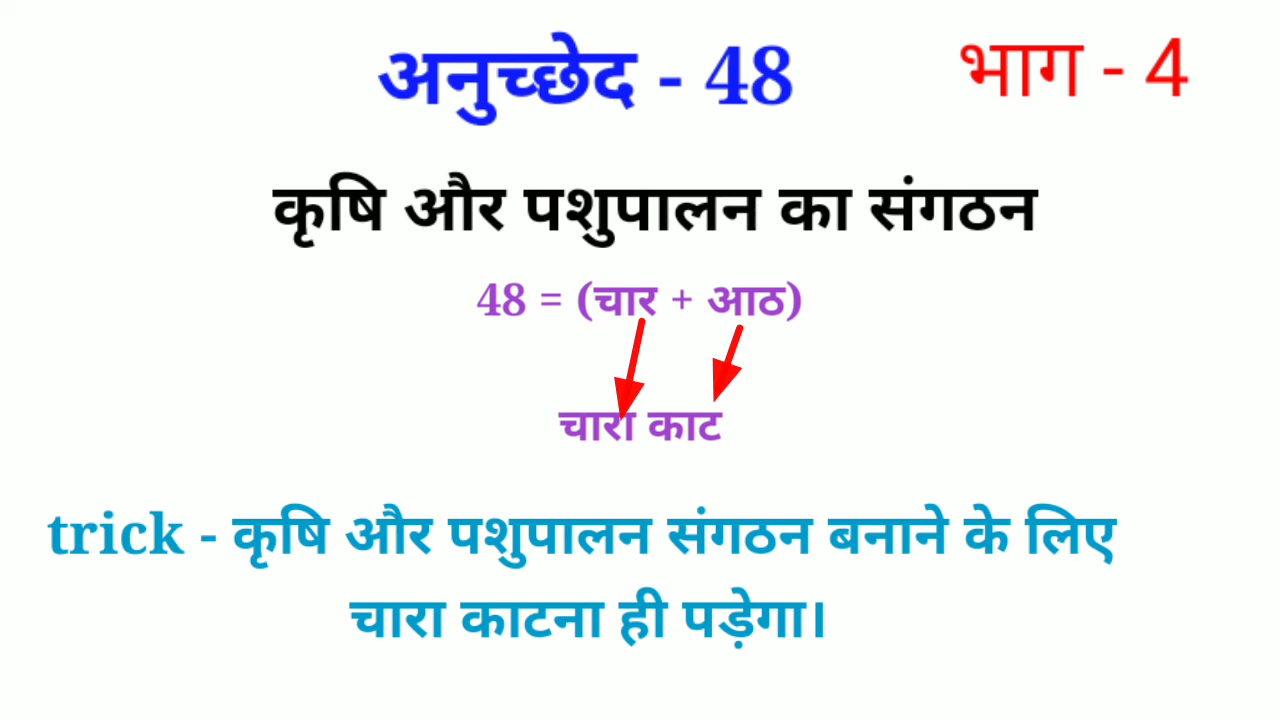 अनुच्छेद - 48 भाग - 4
कृषि और पशुपालन का संगठन
48 = (चार + आठ)
चारा काट
trick - कृषि और पशुपालन संगठन बनाने के लिए
चारा काटना ही पड़ेगा।